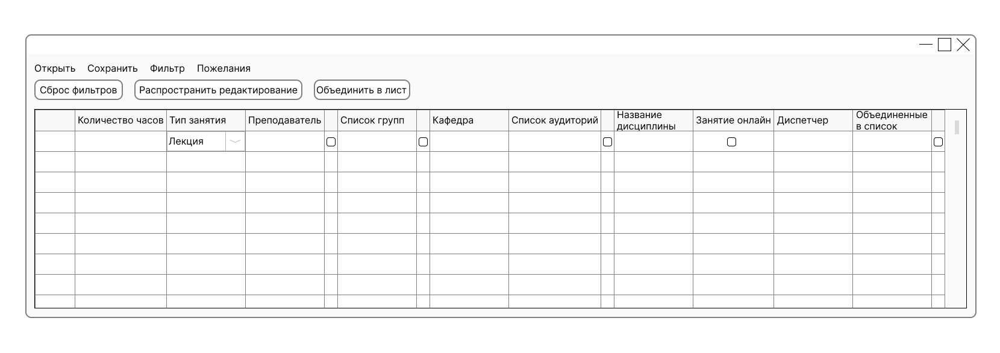 Открыть Сохранить Фильтр Пожелания
Сброс фильтров Распространить редактирование Объединить в лист
Количество часов Тип занятия Преподаватель Список групп Кафедра Список аудиторий Название дисциплины Занятие онлайн Диспетчер Объединенные в список
Лекция